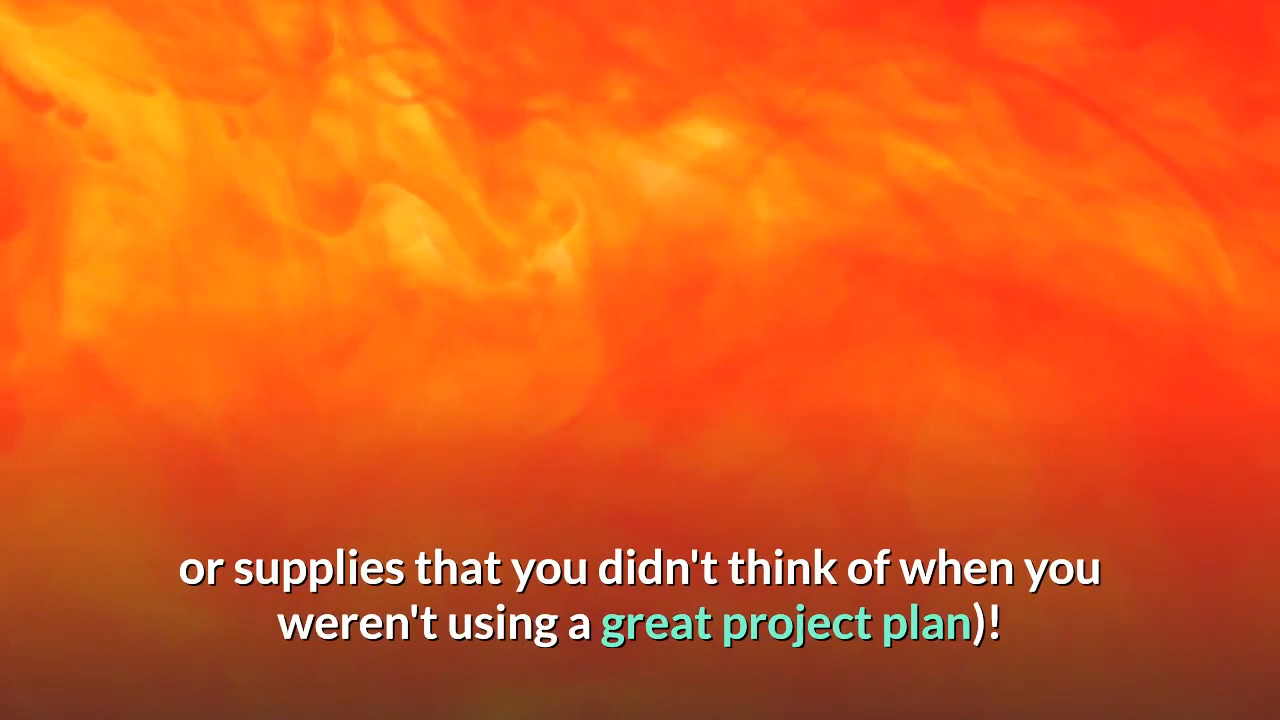 or supplies that you didn't think of when you
weren't using a great project plan)!